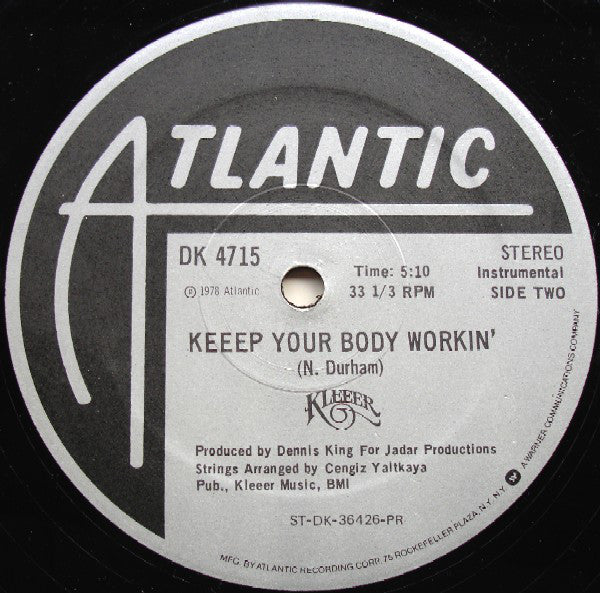 ATLANTIC
DK 4715
℗ 1978 Atlantic
Time: 5:10
33 1/3 RPM
STEREO
Instrumental
SIDE TWO
KEEEP YOUR BODY WORKIN'
(N. Durham)
KLEEER
Produced by Dennis King For Jadar Productions
Strings Arranged by Cengiz Yaltkaya
Pub., Kleeer Music, BMI
ST-DK-36426-PR
MFG. BY ATLANTIC RECORDING CORP. 75 ROCKEFELLER PLAZA, N.Y. N.Y. W A WARNER COMMUNICATIONS COMPANY